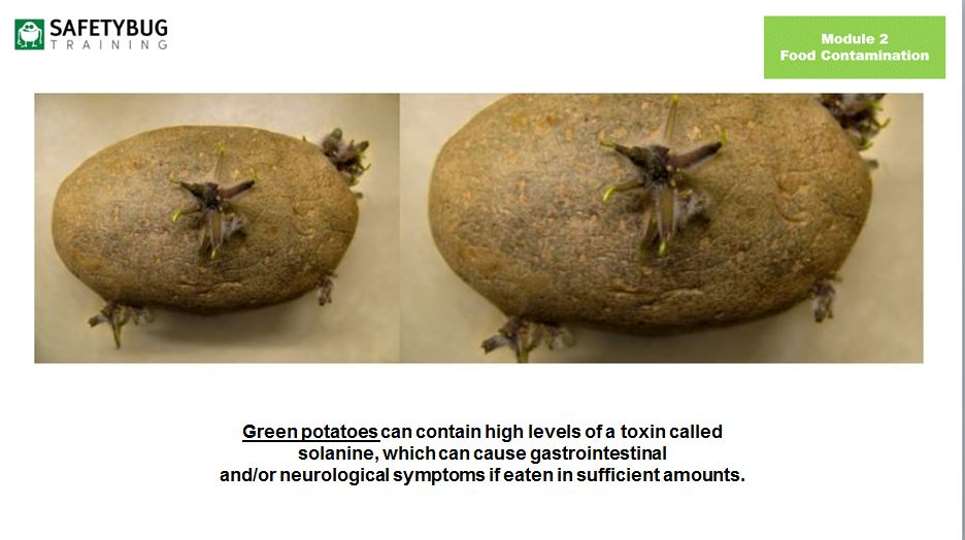 SAFETYBUG
TRAINING
Module 2
Food Contamination
Green potatoes can contain high levels of a toxin called
solanine, which can cause gastrointestinal
and/or neurological symptoms if eaten in sufficient amounts.